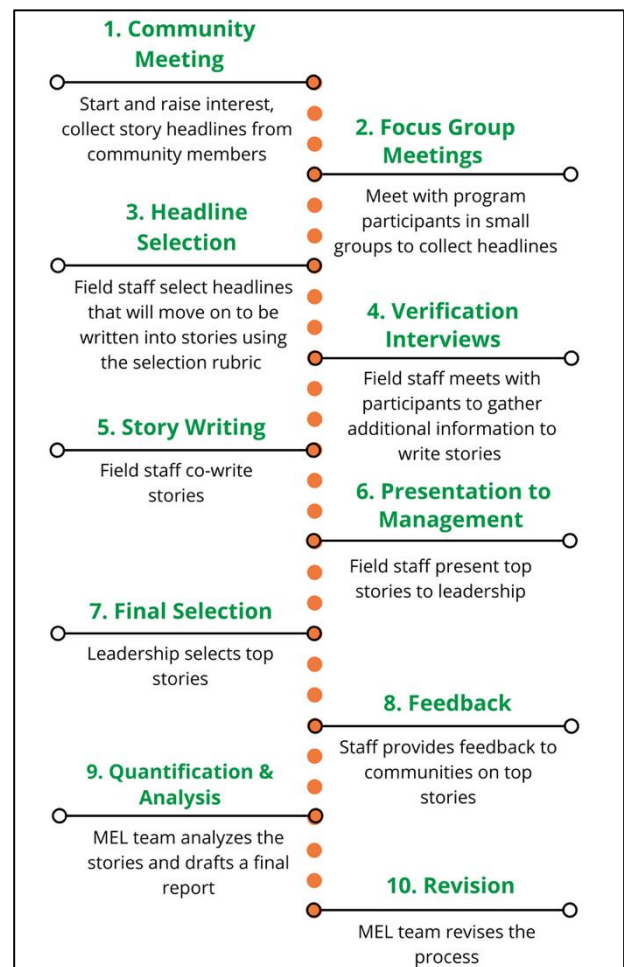 1. Community
Meeting
Start and raise interest,
collect story headlines from
community members
2. Focus Group
Meetings
Meet with program
participants in small
groups to collect headlines
3. Headline
Selection
Field staff select headlines
that will move on to be
written into stories using
the selection rubric
4. Verification
Interviews
Field staff meets with
participants to gather
additional information to
write stories
5. Story Writing
Field staff co-write
stories
6. Presentation to
Management
Field staff present top
stories to leadership
7. Final Selection
Leadership selects top
stories
8. Feedback
Staff provides feedback to
communities on top
stories
9. Quantification &
Analysis
MEL team analyzes the
stories and drafts a final
report
10. Revision
MEL team revises the
process